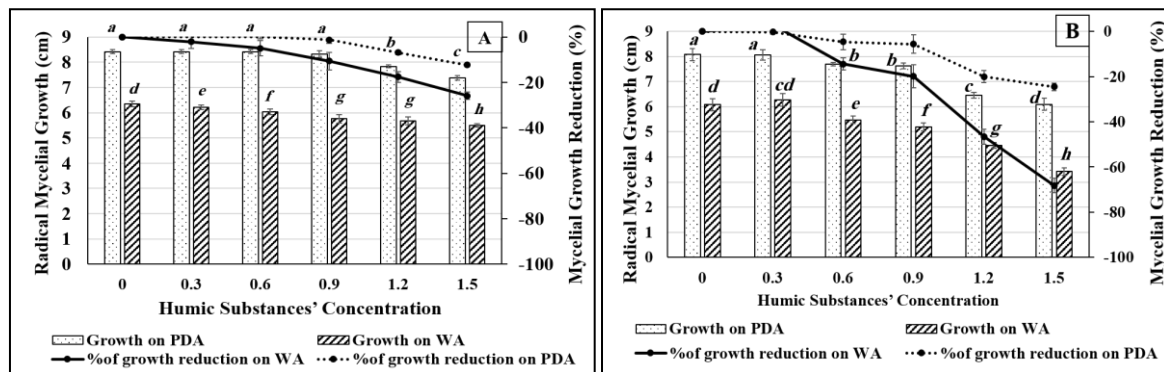 A
Radical Mycelial Growth (cm)
9
8
7
6
5
4
3
2
1
0
a a a a b c
d e f g g h
0
-20
-40
-60
-80
-100
Mycelial Growth Reduction (%)
0 0.3 0.6 0.9 1.2 1.5
Humic Substances' Concentration
Growth on PDA Growth on WA
%of growth reduction on WA %of growth reduction on PDA
B
Radical Mycelial Growth (cm)
9
8
7
6
5
4
3
2
1
0
a a b b c d
d cd e f g h
0
-20
-40
-60
-80
-100
Mycelial Growth Reduction (%)
0 0.3 0.6 0.9 1.2 1.5
Humic Substances' Concentration
Growth on PDA Growth on WA
%of growth reduction on WA %of growth reduction on PDA